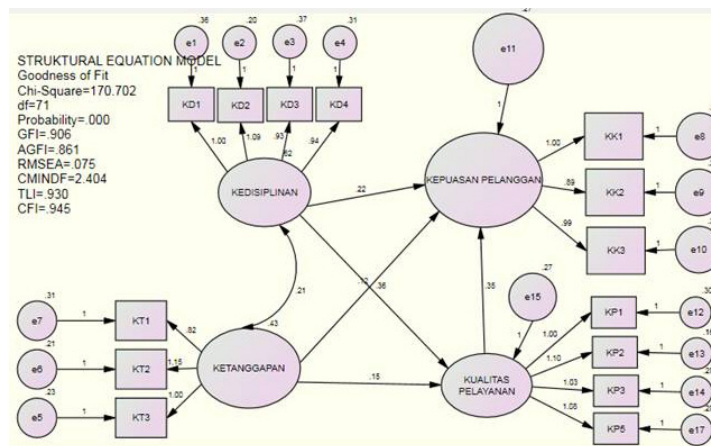 STRUKTURAL EQUATION MODEL
Goodness of Fit
Chi-Square=170.702
df=71
Probability=.000
GFI=.906
AGFI=.861
RMSEA=.075
CMINDF=2.404
TLI=.930
CFI=.945
.36
.20
.37
.31
e1
e2
e3
e4
1
1
1
1
KD1
KD2
KD3
KD4
1.00
1.09
.93
.94
.62
KEDISIPLINAN
.27
e11
1
KEPUASAN PELANGGAN
1.00
.89
.99
KK1
KK2
KK3
1
1
1
e8
e9
e10
.22
.36
.35
.21
.15
.43
KETANGGAPAN
.31
e7
1
KT1
.82
.21
e6
1
KT2
1.15
.23
e5
1
KT3
1.00
.27
e15
1
KUALITAS
PELAYANAN
1.00
1.10
1.03
1.08
KP1
KP2
KP3
KP5
1
1
1
1
.30
e12
e13
e14
e17